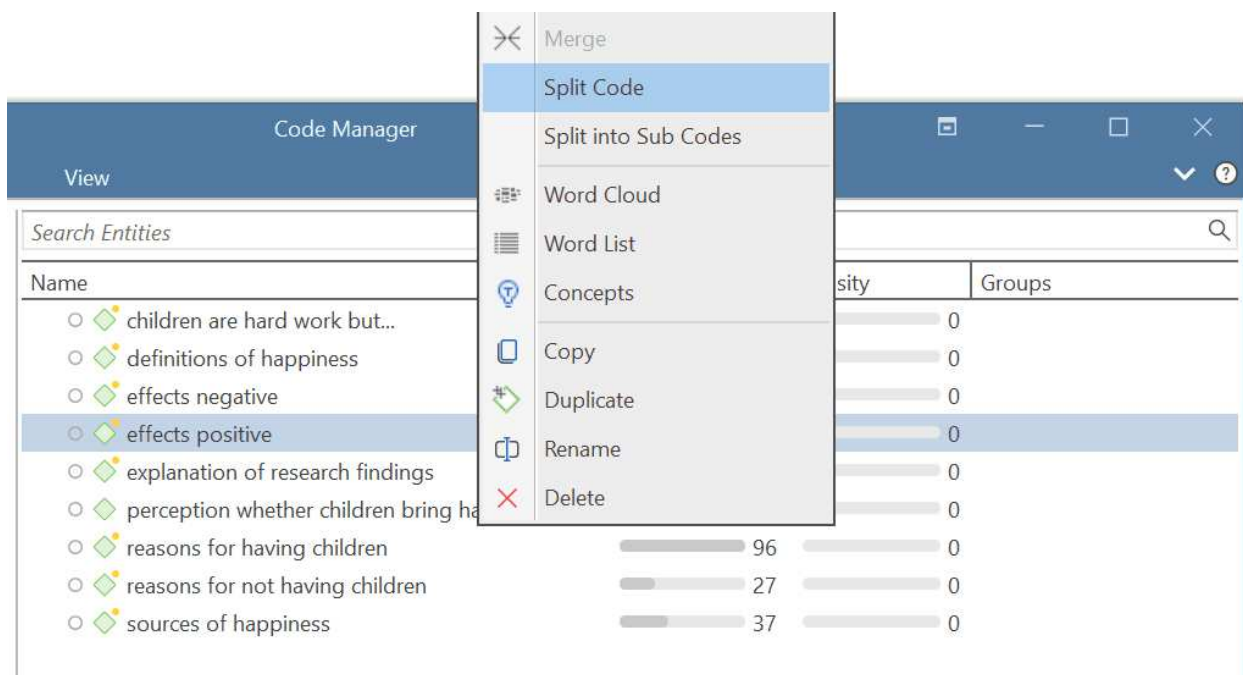 Merge
Split Code
Split into Sub Codes
Word Cloud
Word List
Concepts
Copy
Duplicate
Rename
Delete
Code Manager
View
Search Entities
Name
sity
Groups
children are hard work but...
0
definitions of happiness
0
effects negative
0
effects positive
0
explanation of research findings
0
perception whether children bring ha
0
reasons for having children 96 0
reasons for not having children 27 0
sources of happiness 37 0